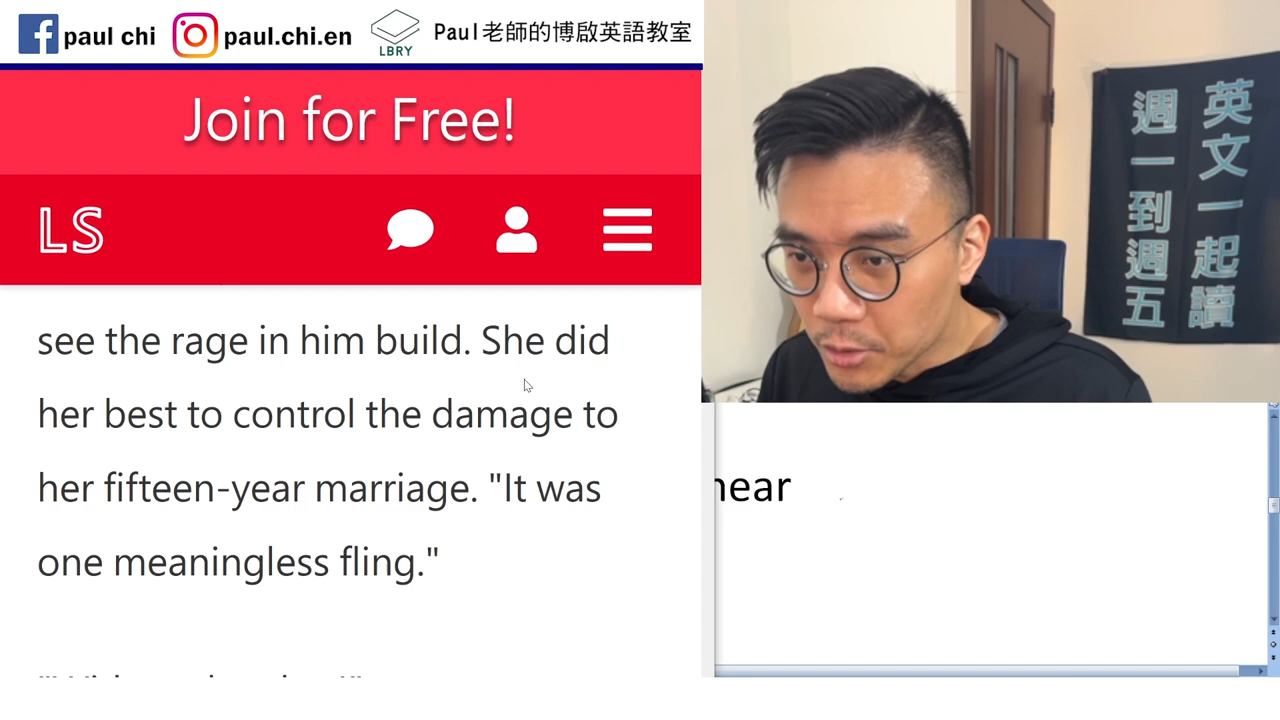 paul chi
paul.chi.en
LBRY
Paul老師的博啟英語教室
Join for Free!
LS
see the rage in him build. She did
her best to control the damage to
her fifteen-year marriage. "It was
one meaningless fling."
英文一起讀
週一到週五